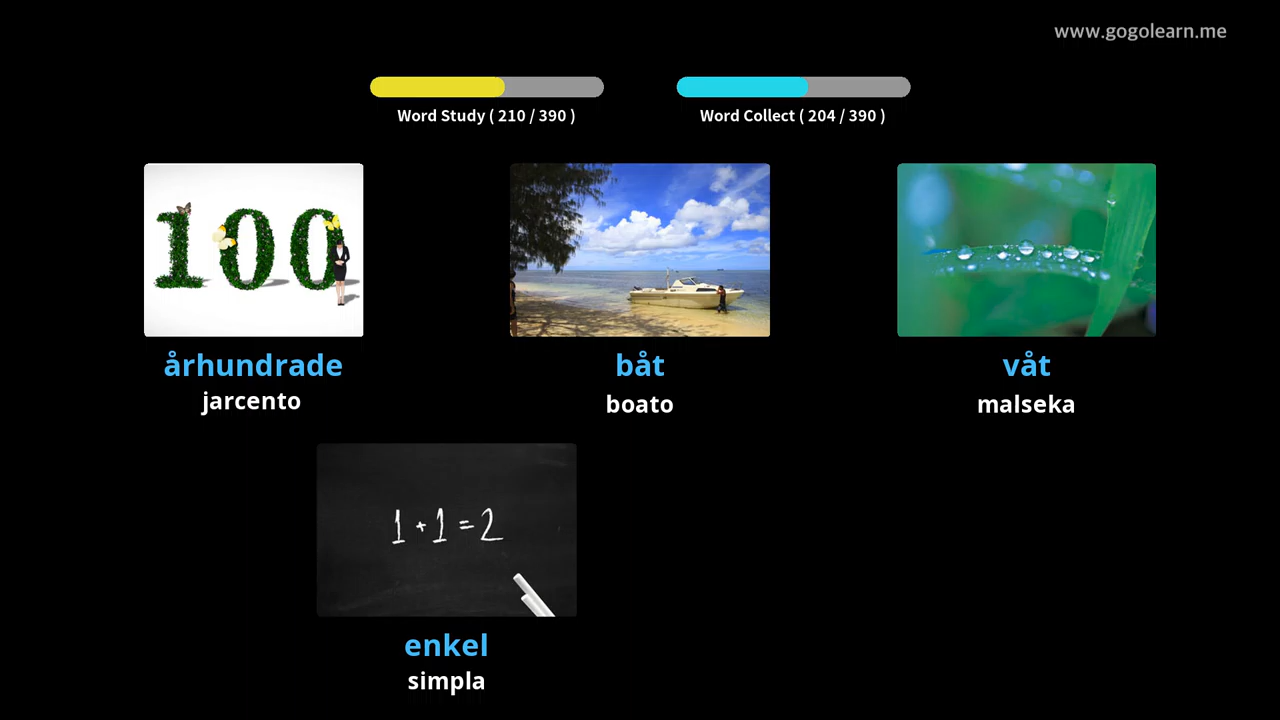 www.gogolearn.me
Word Study ( 210 / 390 )
Word Collect ( 204 / 390 )
100
århundrade
jarcento
båt
boato
våt
malseka
1 + 1 = 2
enkel
simpla